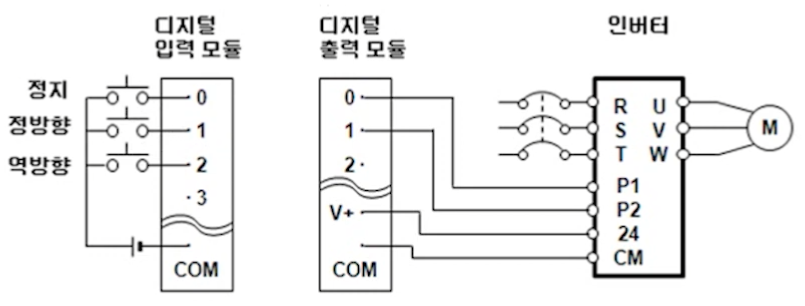 디지털
입력 모듈
정지
정방향
역방향
0
1
2
· 3
COM
디지털
출력 모듈
0
1
2 ·
V+
COM
인버터
R U
S V
T W
P1
P2
24
CM
M